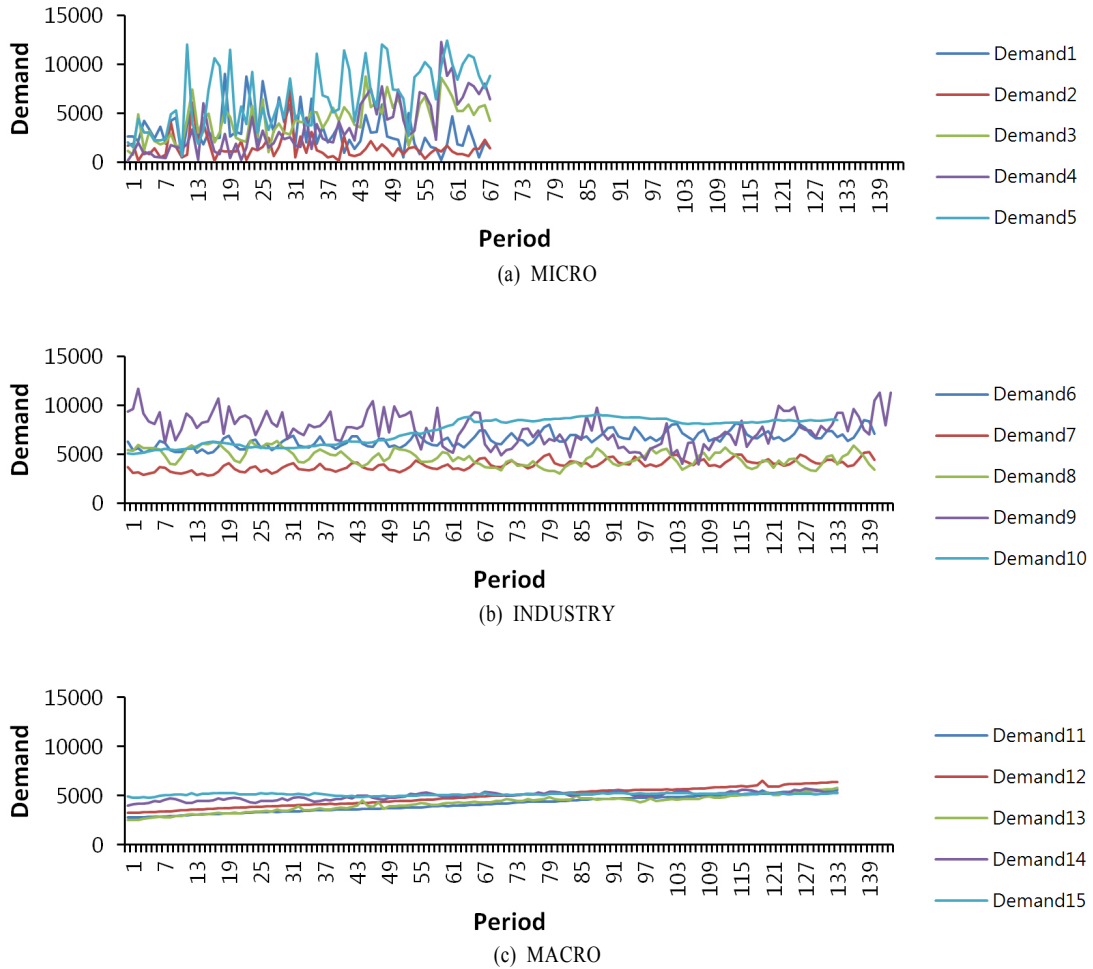 15000
10000
5000
0
Demand
1 7 13 19 25 31 37 43 49 55 61 67 73 79 85 91 97 103 109 115 121 127 133 139
Period
Demand1
Demand2
Demand3
Demand4
Demand5
(a) MICRO
15000
10000
5000
0
Demand
1 7 13 19 25 31 37 43 49 55 61 67 73 79 85 91 97 103 109 115 121 127 133 139
Period
Demand6
Demand7
Demand8
Demand9
Demand10
(b) INDUSTRY
15000
10000
5000
0
Demand
1 7 13 19 25 31 37 43 49 55 61 67 73 79 85 91 97 103 109 115 121 127 133 139
Period
Demand11
Demand12
Demand13
Demand14
Demand15
(c) MACRO